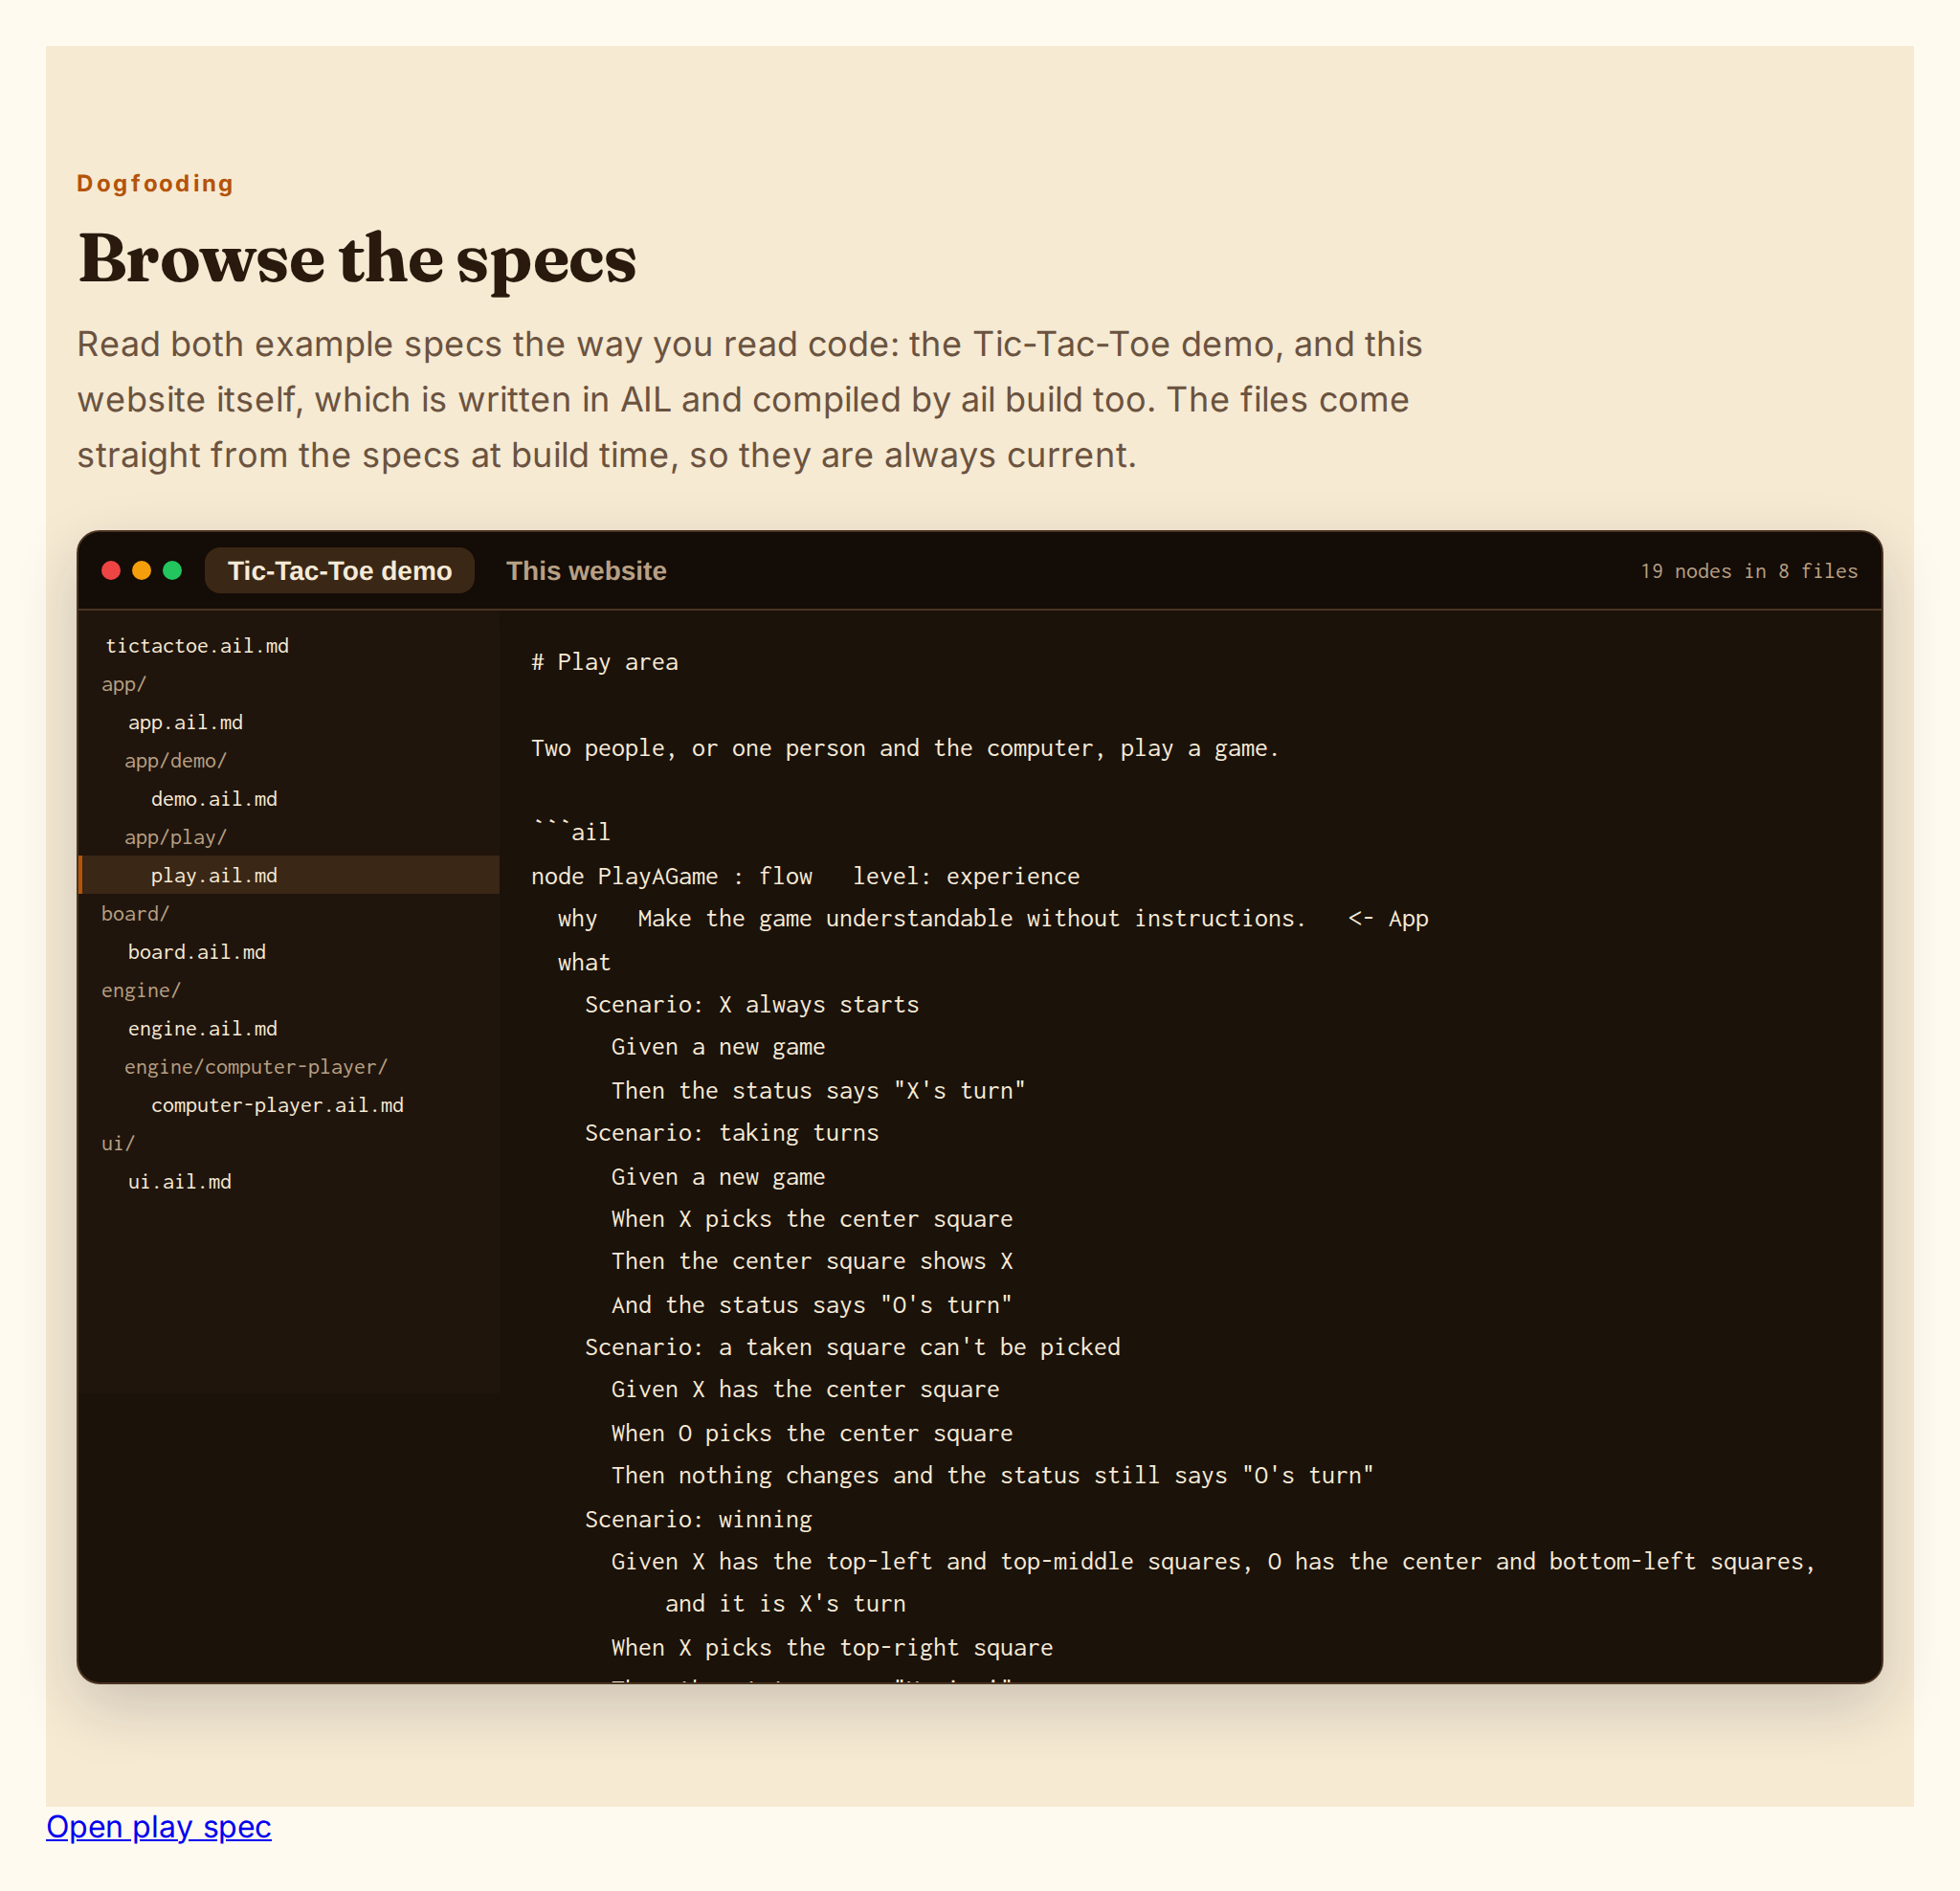 Dogfooding
Browse the specs
Read both example specs the way you read code: the Tic-Tac-Toe demo, and this
website itself, which is written in AIL and compiled by ail build too. The files come
straight from the specs at build time, so they are always current.
Tic-Tac-Toe demo This website 19 nodes in 8 files
tictactoe.ail.md
app/
app.ail.md
app/demo/
demo.ail.md
app/play/
play.ail.md
board/
board.ail.md
engine/
engine.ail.md
engine/computer-player/
computer-player.ail.md
ui/
ui.ail.md
# Play area
Two people, or one person and the computer, play a game.
```ail
node PlayAGame : flow   level: experience
  why   Make the game understandable without instructions.   <- App
  what
    Scenario: X always starts
      Given a new game
      Then the status says "X's turn"
    Scenario: taking turns
      Given a new game
      When X picks the center square
      Then the center square shows X
      And the status says "O's turn"
    Scenario: a taken square can't be picked
      Given X has the center square
      When O picks the center square
      Then nothing changes and the status still says "O's turn"
    Scenario: winning
      Given X has the top-left and top-middle squares, O has the center and bottom-left squares,
          and it is X's turn
      When X picks the top-right square
Open play spec